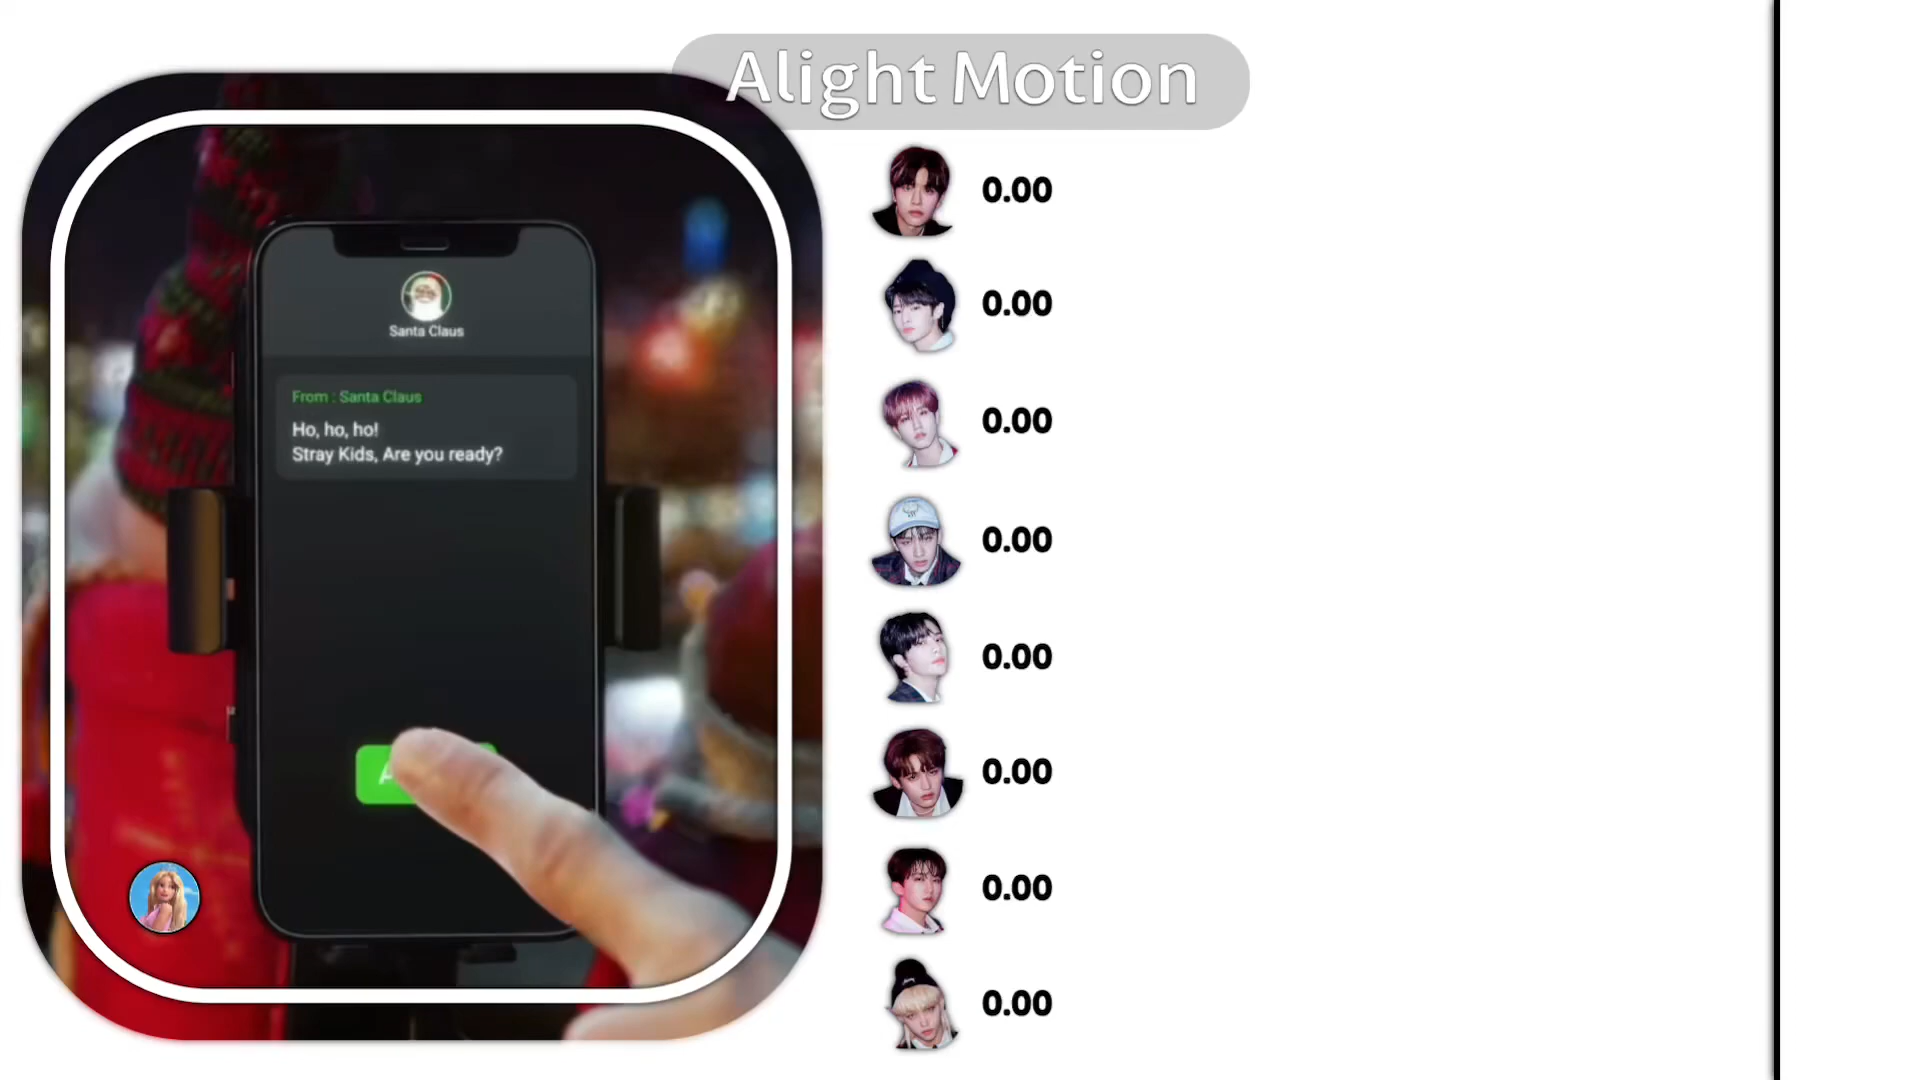 Alight Motion
Santa Claus
From : Santa Claus
Ho, ho, ho!
Stray Kids, Are you ready?
0.00
0.00
0.00
0.00
0.00
0.00
0.00
0.00